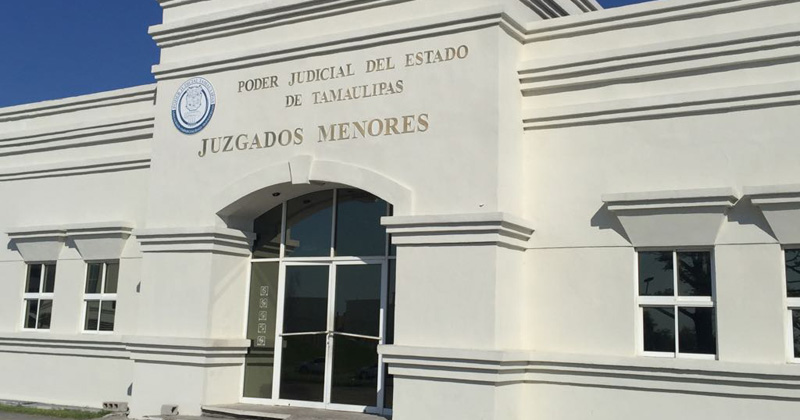 PODER JUDICIAL DEL ESTADO
DE TAMAULIPAS
JUZGADOS MENORES